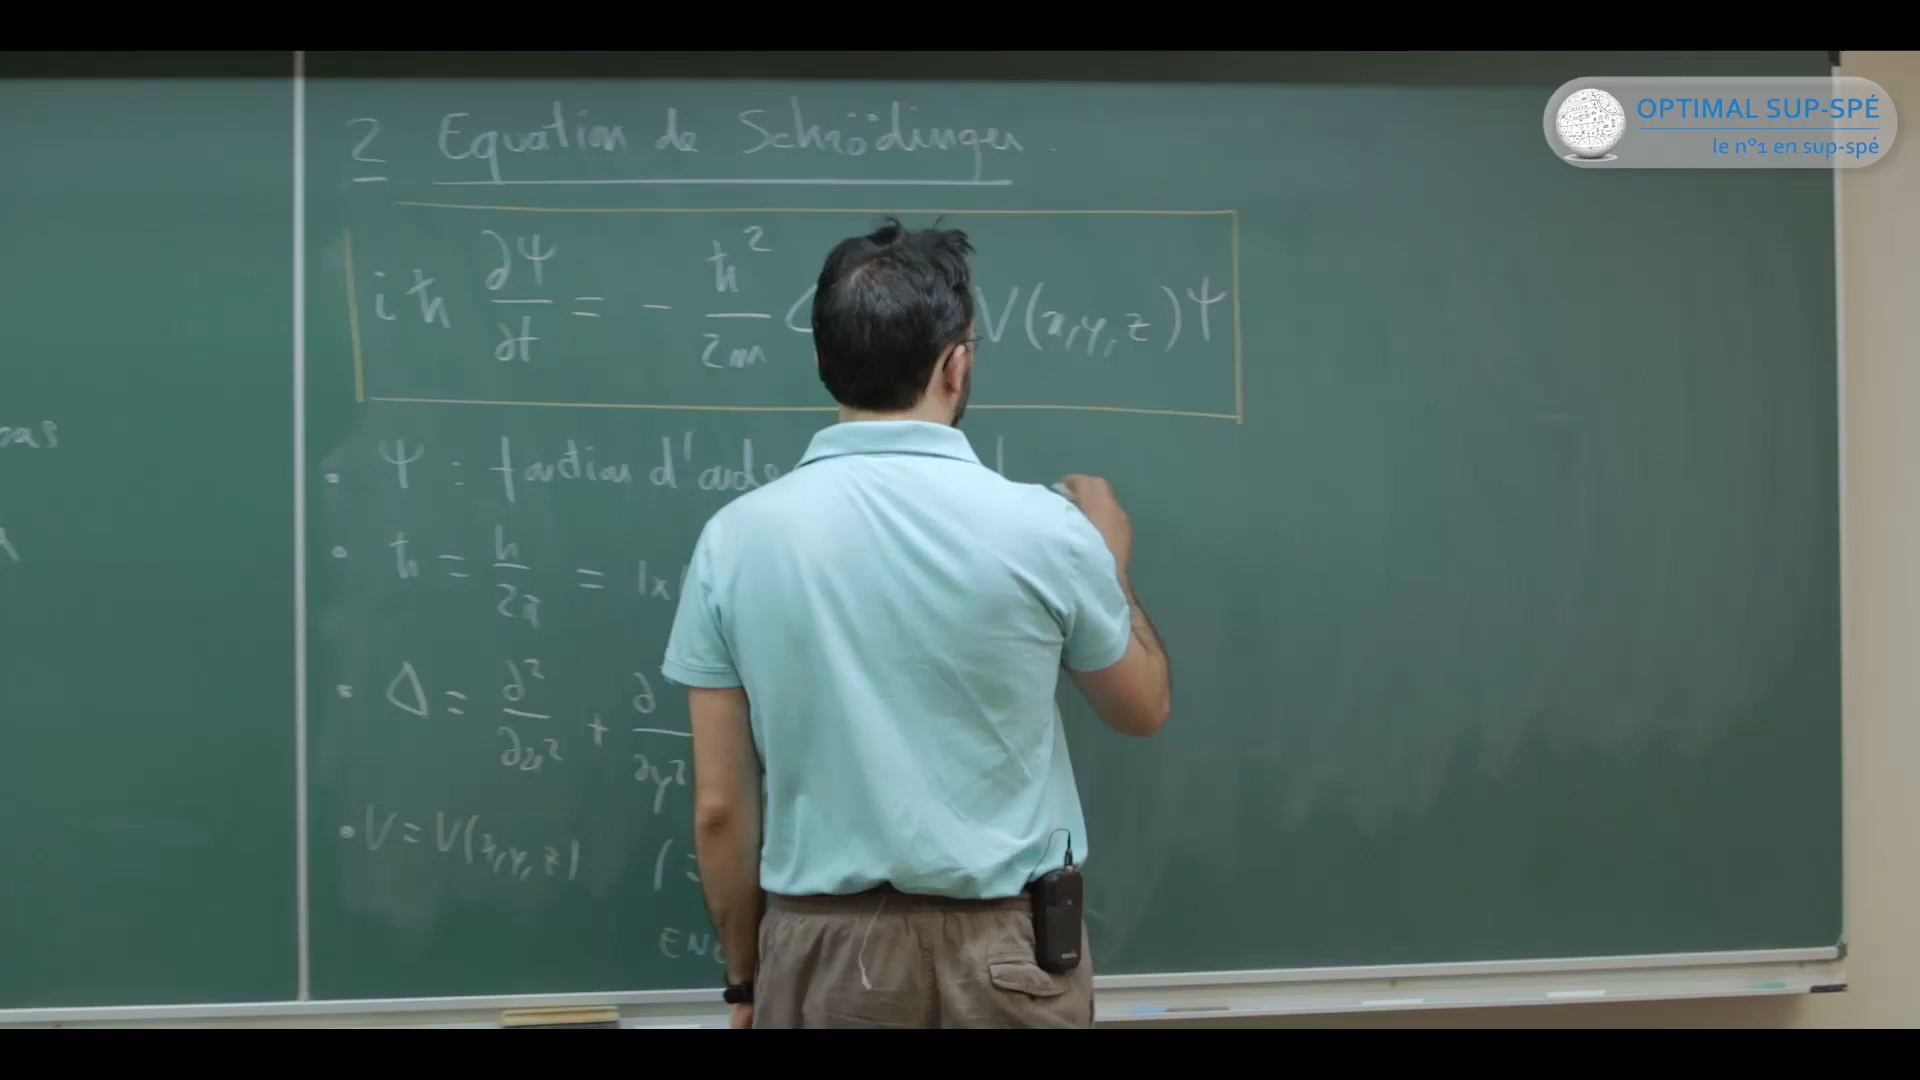 OPTIMAL SUP-SPÉ
le n°1 en sup-spé
2 Equation de Schrödinger.
iħ ∂Ψ/∂t = - ħ²/2m V(x,y,z)Ψ
• Ψ : fonction d'onde
• ħ = h/2π = 1x
• Δ = ∂²/∂x² + ∂/∂y²
• V = V(x,y,z) (=